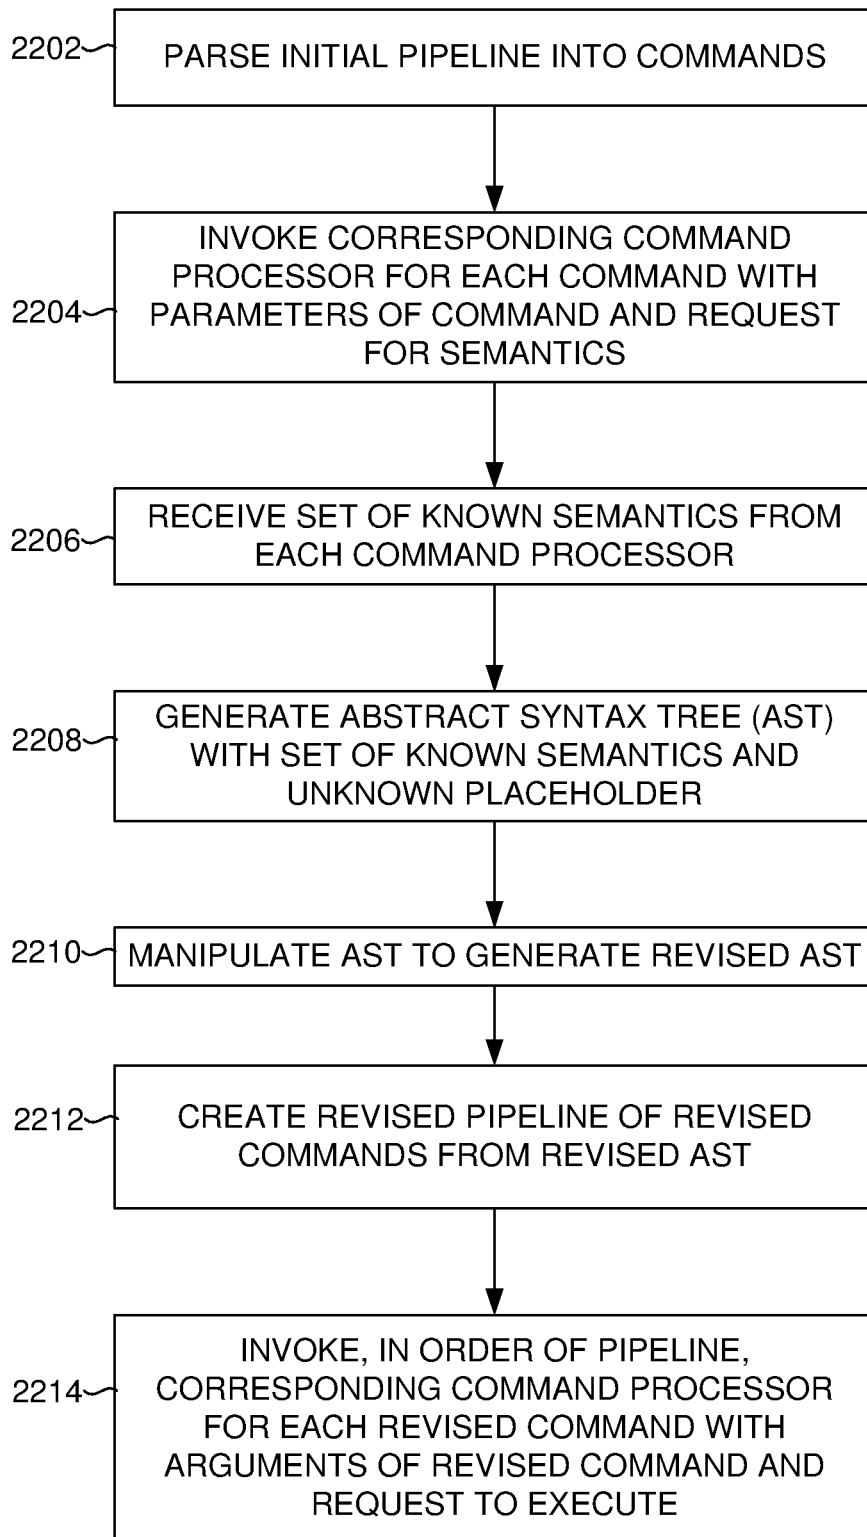 2202
PARSE INITIAL PIPELINE INTO COMMANDS
INVOKE CORRESPONDING COMMAND
PROCESSOR FOR EACH COMMAND WITH
2204
PARAMETERS OF COMMAND AND REQUEST
FOR SEMANTICS
RECEIVE SET OF KNOWN SEMANTICS FROM
2206
EACH COMMAND PROCESSOR
GENERATE ABSTRACT SYNTAX TREE (AST)
2208
WITH SET OF KNOWN SEMANTICS AND
UNKNOWN PLACEHOLDER
2210
MANIPULATE AST TO GENERATE REVISED AST
2212
CREATE REVISED PIPELINE OF REVISED
COMMANDS FROM REVISED AST
INVOKE, IN ORDER OF PIPELINE,
2214
CORRESPONDING COMMAND PROCESSOR
FOR EACH REVISED COMMAND WITH
ARGUMENTS OF REVISED COMMAND AND
REQUEST TO EXECUTE